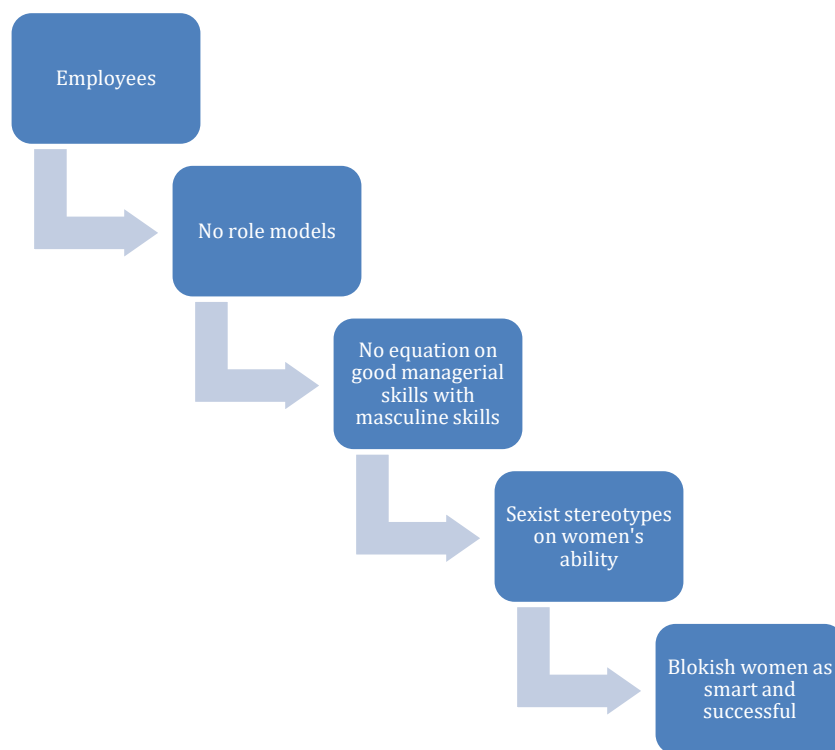 Employees
No role models
No equation on
good managerial
skills with
masculine skills
Sexist stereotypes
on women's
ability
Blokish women as
smart and
successful